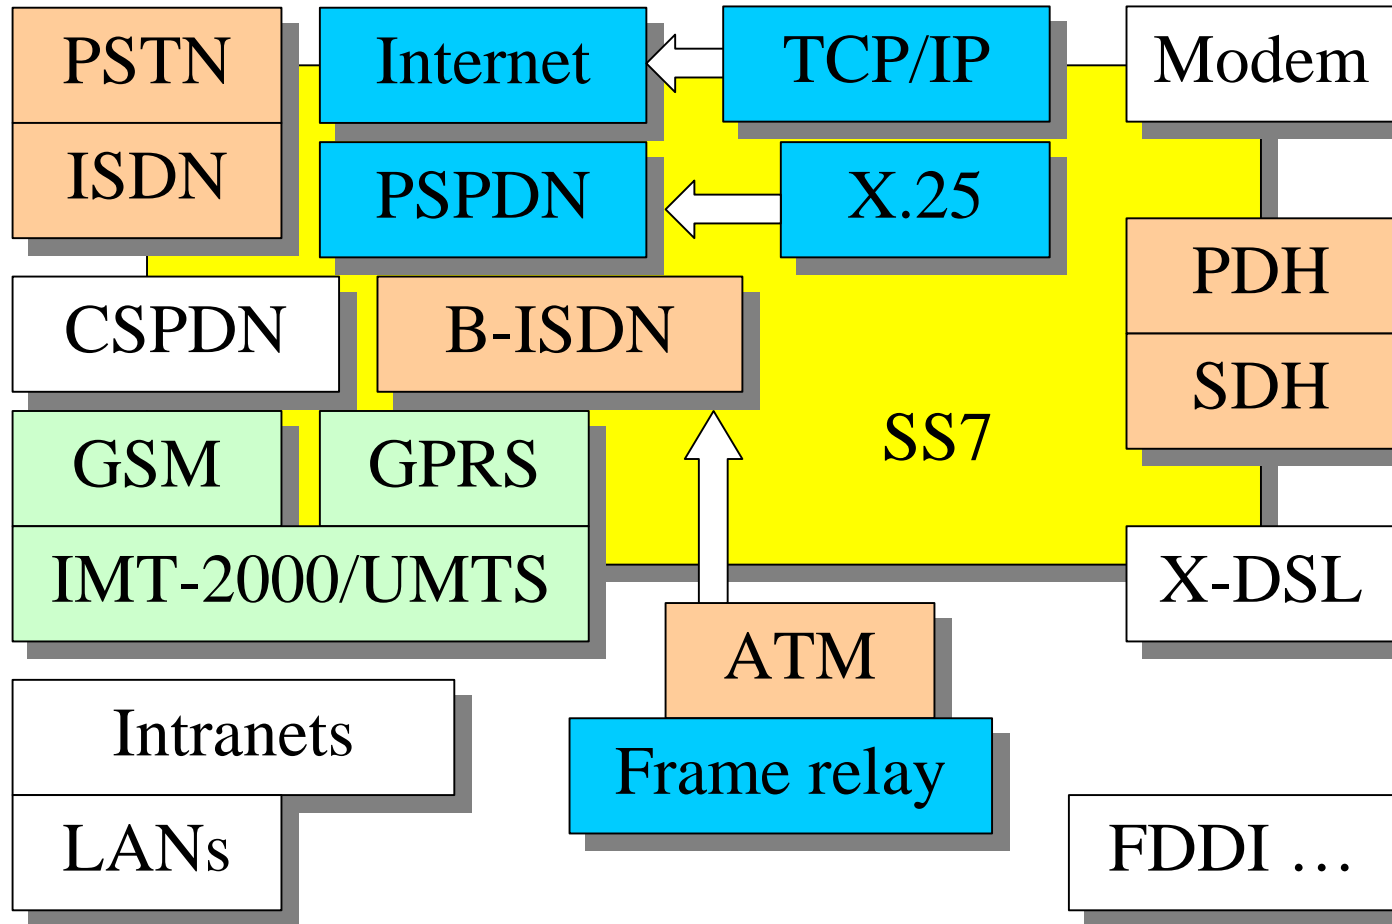 PSTN
Internet
TCP/IP
Modem
ISDN
PSPDN
X.25
PDH
CSPDN
B-ISDN
SDH
GSM
GPRS
SS7
IMT-2000/UMTS
X-DSL
ATM
Intranets
Frame relay
LANs
FDDI …